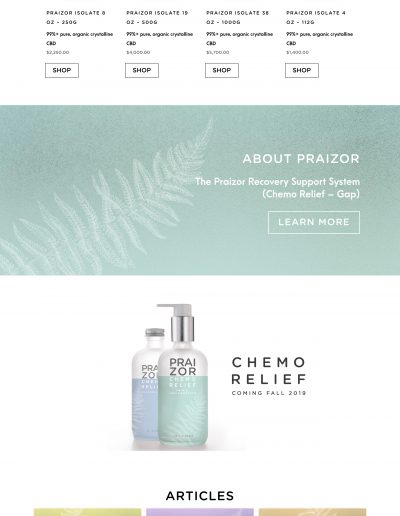 PRAIZOR ISOLATE 8
OZ - 250G
99%+ pure, organic crystalline
CBD
$2,250.00
SHOP
PRAIZOR ISOLATE 19
OZ - 500G
99%+ pure, organic crystalline
CBD
$4,000.00
SHOP
PRAIZOR ISOLATE 38
OZ - 1000G
99%+ pure, organic crystalline
CBD
$5,700.00
SHOP
PRAIZOR ISOLATE 4
OZ - 112G
99%+ pure, organic crystalline
CBD
$1,400.00
SHOP
ABOUT PRAIZOR
The Praizor Recovery Support System
(Chemo Relief – Gap)
LEARN MORE
PRAI
ZOR
CHEMO
RELIEF
PRAI
ZOR
CHEMO
RELIEF
CHEMO
RELIEF
COMING FALL 2019
ARTICLES